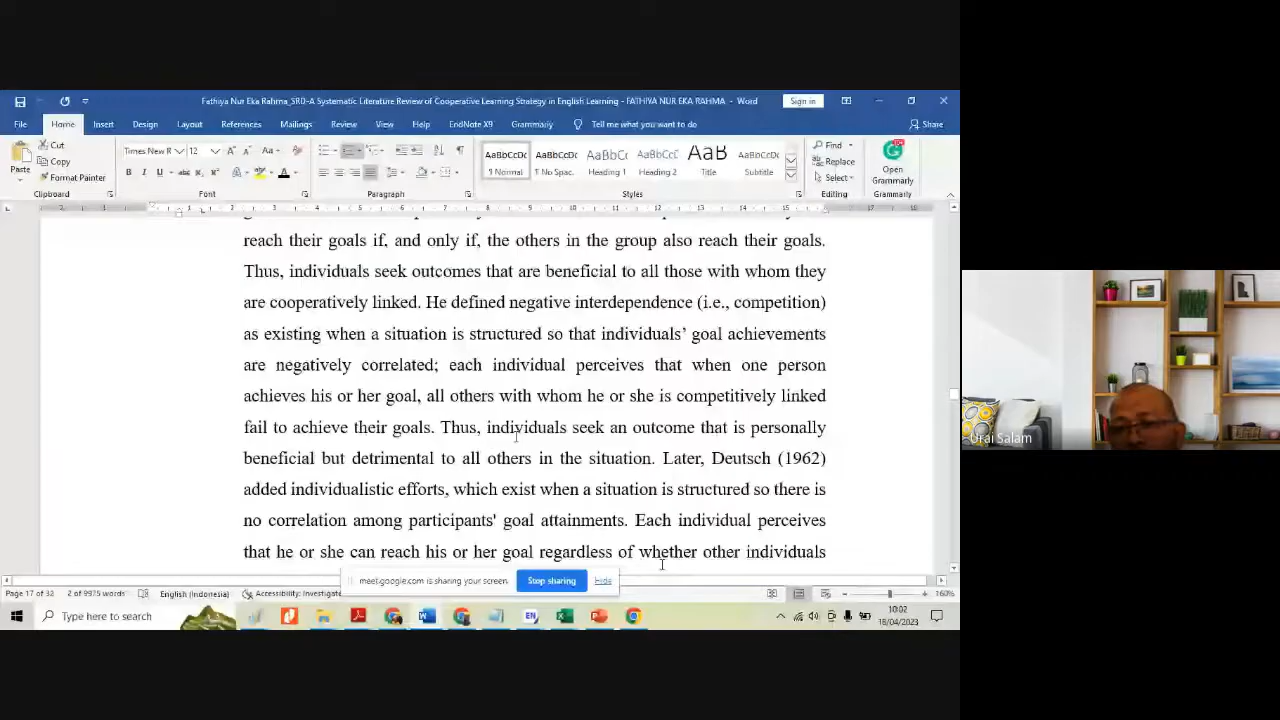 Fathiya Nur Eka Rahma_SRD-A Systematic Literature Review of Cooperative Learning Strategy in English Learning - FATHIYA NUR EKA RAHMA - Word
Sign in
File Home Insert Design Layout References Mailings Review View Help EndNote X9 Grammarly Tell me what you want to do Share
Paste
Cut
Copy
Format Painter
Clipboard
Times New R 12
Font
Paragraph
AaBbCcDc AaBbCcDc AaBbCc AaBbCcD AaB AaBbCcD
¶ Normal ¶ No Spac... Heading 1 Heading 2 Title Subtitle
Styles
Find
Replace
Select
Editing
Open
Grammarly
Grammarly
reach their goals if, and only if, the others in the group also reach their goals.
Thus, individuals seek outcomes that are beneficial to all those with whom they
are cooperatively linked. He defined negative interdependence (i.e., competition)
as existing when a situation is structured so that individuals’ goal achievements
are negatively correlated; each individual perceives that when one person
achieves his or her goal, all others with whom he or she is competitively linked
fail to achieve their goals. Thus, individuals seek an outcome that is personally
beneficial but detrimental to all others in the situation. Later, Deutsch (1962)
added individualistic efforts, which exist when a situation is structured so there is
no correlation among participants' goal attainments. Each individual perceives
that he or she can reach his or her goal regardless of whether other individuals
meet.google.com is sharing your screen.
Stop sharing
Hide
Page 17 of 32 2 of 9975 words English (Indonesia) Accessibility: Investigate 160%
Type here to search
EN
10:02
18/04/2023
Urai Salam